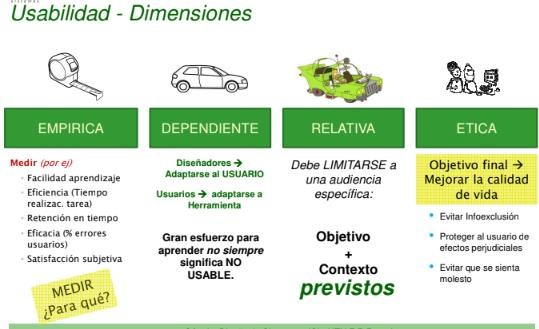 Usabilidad - Dimensiones
EMPIRICA
Medir (por ej)
Facilidad aprendizaje
Eficiencia (Tiempo
realizac. tarea)
Retención en tiempo
Eficacia (% errores
usuarios)
Satisfacción subjetiva
MEDIR
¿Para qué?
DEPENDIENTE
Diseñadores →
Adaptarse al USUARIO
Usuarios → adaptarse a
Herramienta
Gran esfuerzo para
aprender no siempre
significa NO
USABLE.
RELATIVA
Debe LIMITARSE a
una audiencia
específica:
Objetivo
+
Contexto
previstos
ETICA
Objetivo final →
Mejorar la calidad
de vida
• Evitar Infoexclusión
• Proteger al usuario de
efectos perjudiciales
• Evitar que se sienta
molesto